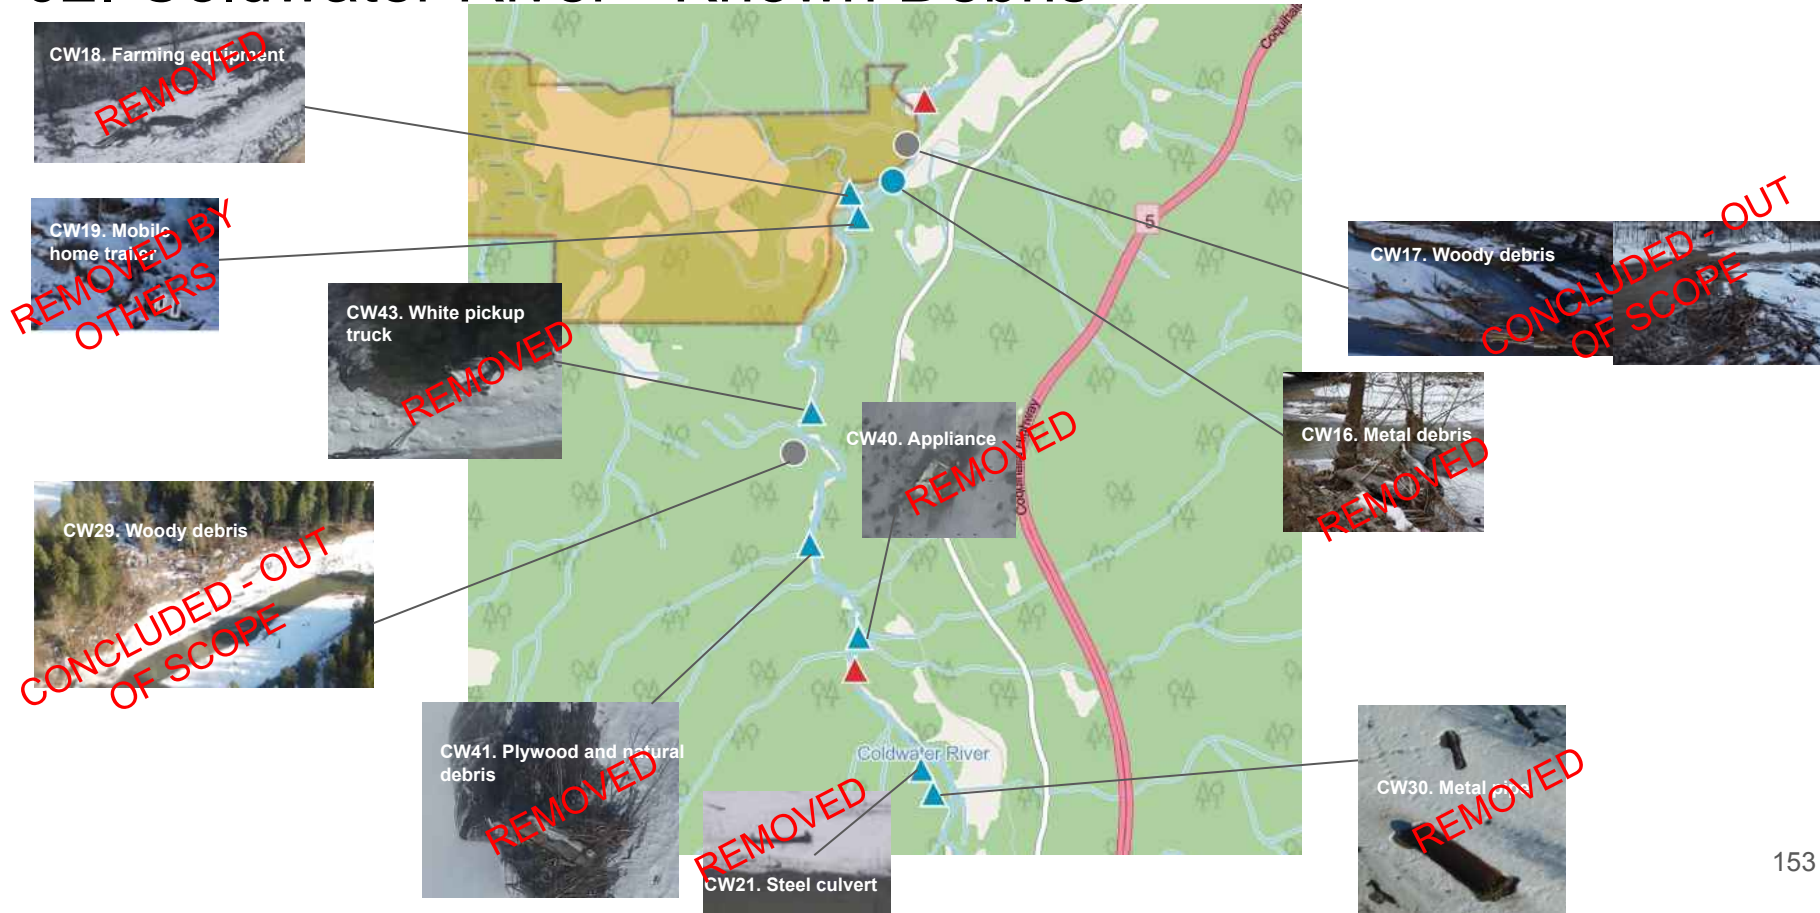 CW18. Farming equipment
REMOVED
CW19. Mobile
home trailer
REMOVED BY
OTHERS
CW43. White pickup
truck
REMOVED
CW29. Woody debris
CONCLUDED - OUT
OF SCOPE
CW41. Plywood and natural
debris
REMOVED
CW21. Steel culvert
REMOVED
CW40. Appliance
REMOVED
Coldwater River
5
CW17. Woody debris
CONCLUDED - OUT
OF SCOPE
CW16. Metal debris
REMOVED
CW30. Metal pipe
REMOVED
153